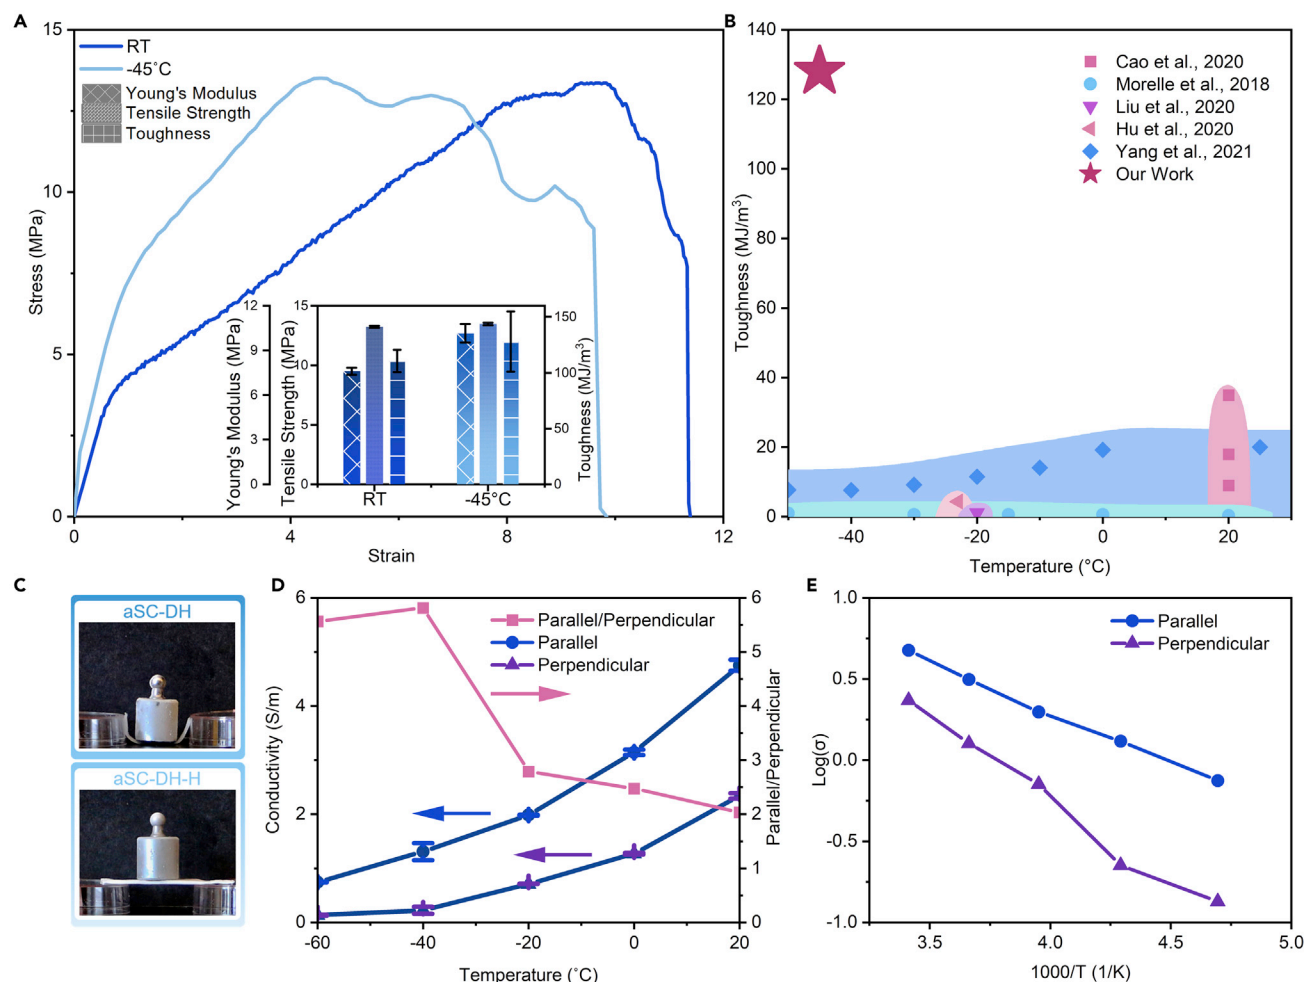 A
15
10
5
0
Stress (MPa)
0
4
8
12
Strain
RT
-45°C
Young's Modulus
Tensile Strength
Toughness
12
9
6
3
0
Young's Modulus (MPa)
15
10
5
0
Tensile Strength (MPa)
150
100
50
0
Toughness (MJ/m³)
RT
-45°C
B
140
120
100
80
60
40
20
0
Toughness (MJ/m³)
-40
-20
0
20
Temperature (°C)
Cao et al., 2020
Morelle et al., 2018
Liu et al., 2020
Hu et al., 2020
Yang et al., 2021
Our Work
C
aSC-DH
aSC-DH-H
D
6
4
2
0
Conductivity (S/m)
Parallel/Perpendicular
Parallel
Perpendicular
6
5
4
3
2
1
0
Parallel/Perpendicular
-60
-40
-20
0
20
Temperature (˚C)
E
1.0
0.5
0.0
-0.5
-1.0
Log(σ)
Parallel
Perpendicular
3.5
4.0
4.5
5.0
1000/T (1/K)